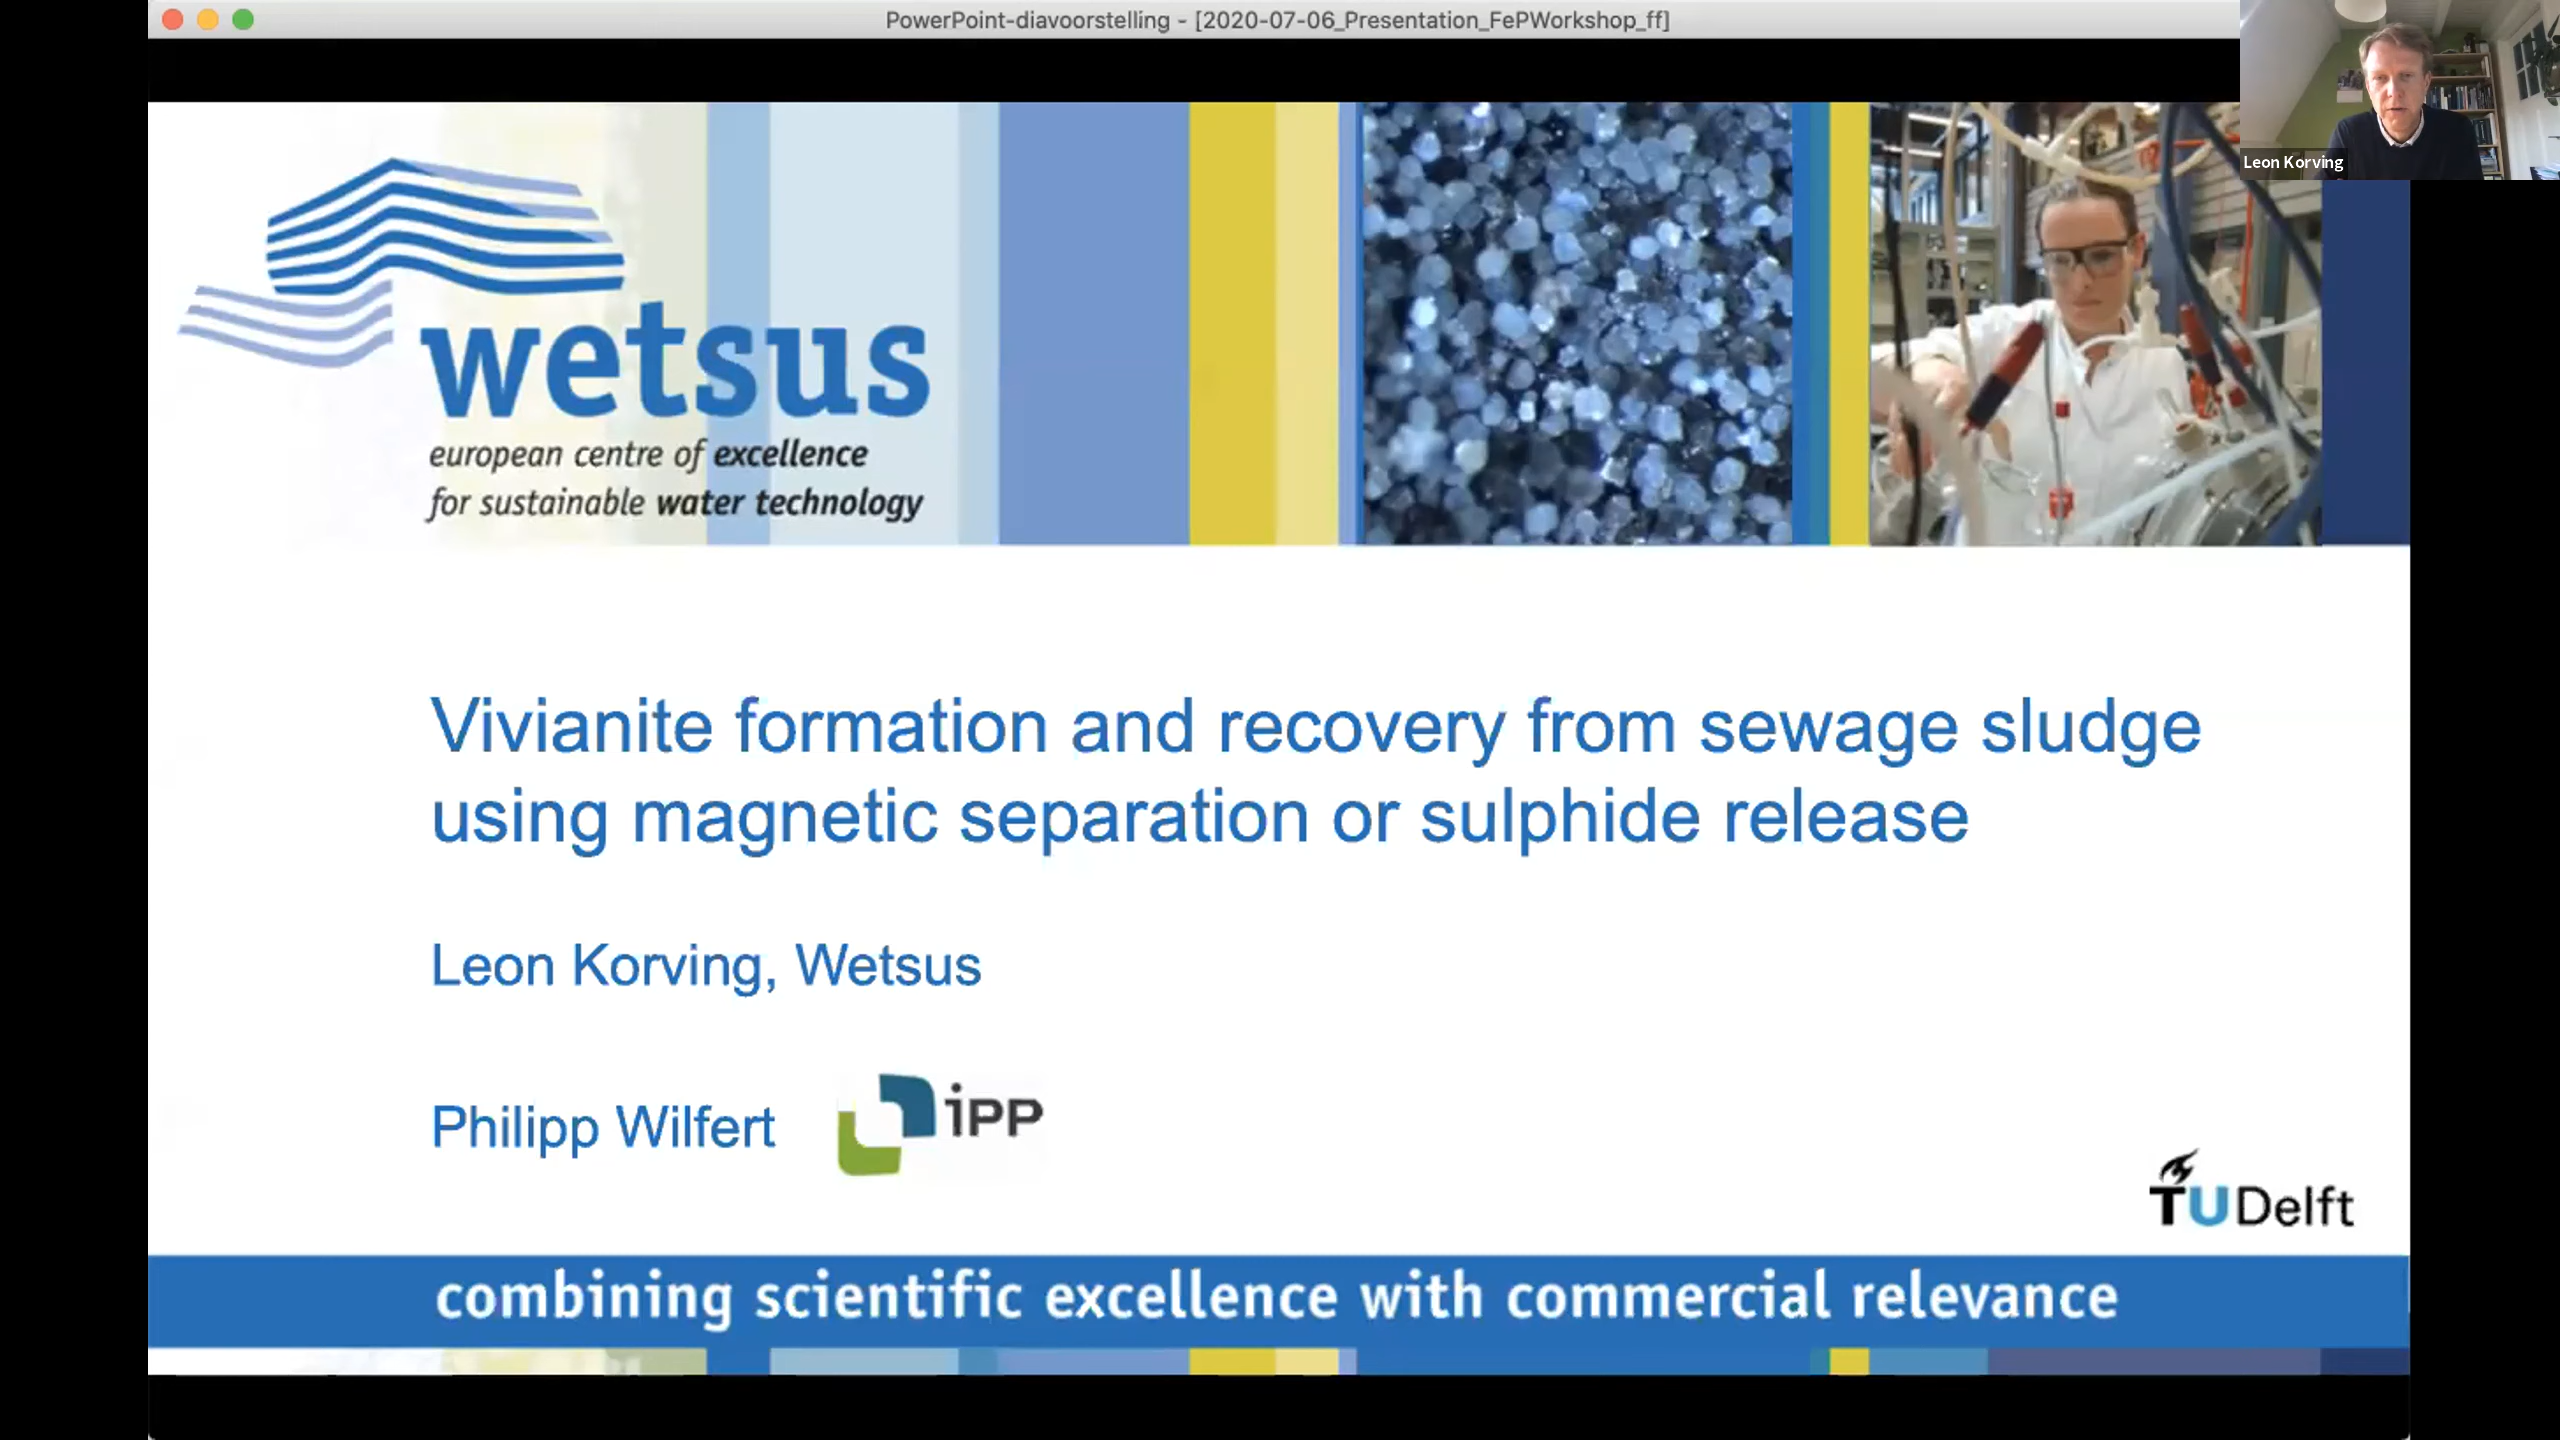 PowerPoint-diavoorstelling - [2020-07-06_Presentation_FePWorkshop_ff]
Leon Korving
wetsus
european centre of excellence
for sustainable water technology
Vivianite formation and recovery from sewage sludge
using magnetic separation or sulphide release
Leon Korving, Wetsus
Philipp Wilfert
iPP
TUDelft
combining scientific excellence with commercial relevance